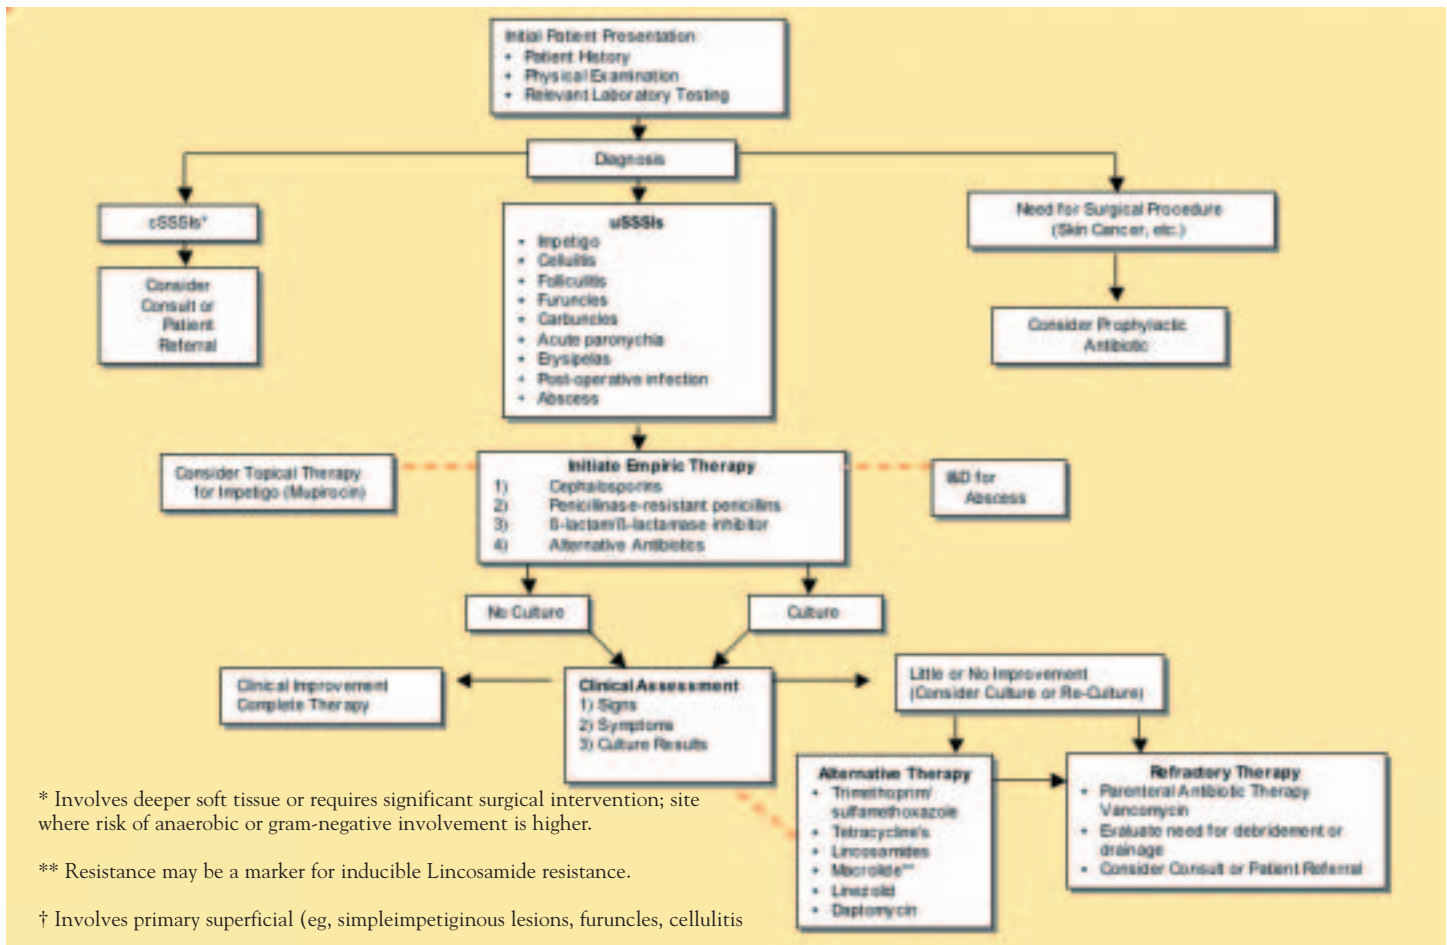 Initial Patient Presentation
• Patient History
• Physical Examination
• Relevant Laboratory Testing
Diagnosis
cSSSIs*
Consider
Consult or
Patient
Referral
uSSSIs
• Impetigo
• Cellulitis
• Folliculitis
• Furuncles
• Carbuncles
• Acute paronychia
• Erysipelas
• Post-operative infection
• Abscess
Need for Surgical Procedure
(Skin Cancer, etc.)
Consider Prophylactic
Antibiotic
Consider Topical Therapy
for Impetigo (Mupirocin)
Initiate Empiric Therapy
1) Cephalosporins
2) Penicillinase-resistant penicillins
3) ß-lactam/ß-lactamase inhibitor
4) Alternative Antibiotics
I&D for
Abscess
No Culture
Culture
Clinical Improvement
Complete Therapy
Clinical Assessment
1) Signs
2) Symptoms
3) Culture Results
Little or No Improvement
(Consider Culture or Re-Culture)
Alternative Therapy
• Trimethoprim/
sulfamethoxazole
• Tetracycline's
• Lincosamides
• Macrolide**
• Linezolid
• Daptomycin
Refractory Therapy
• Parenteral Antibiotic Therapy
Vancomycin
• Evaluate need for debridement or
drainage
• Consider Consult or Patient Referral
* Involves deeper soft tissue or requires significant surgical intervention; site
where risk of anaerobic or gram-negative involvement is higher.
** Resistance may be a marker for inducible Lincosamide resistance.
† Involves primary superficial (eg, simpleimpetiginous lesions, furuncles, cellulitis